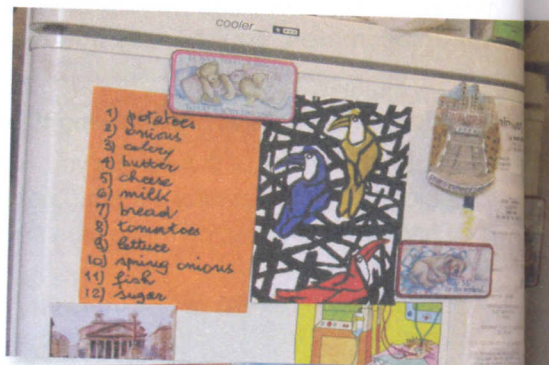 cooler
1) potatoes
2) onions
3) celery
4) butter
5) cheese
6) milk
7) bread
8) tomatoes
9) lettuce
10) spring onions
11) fish
12) sugar